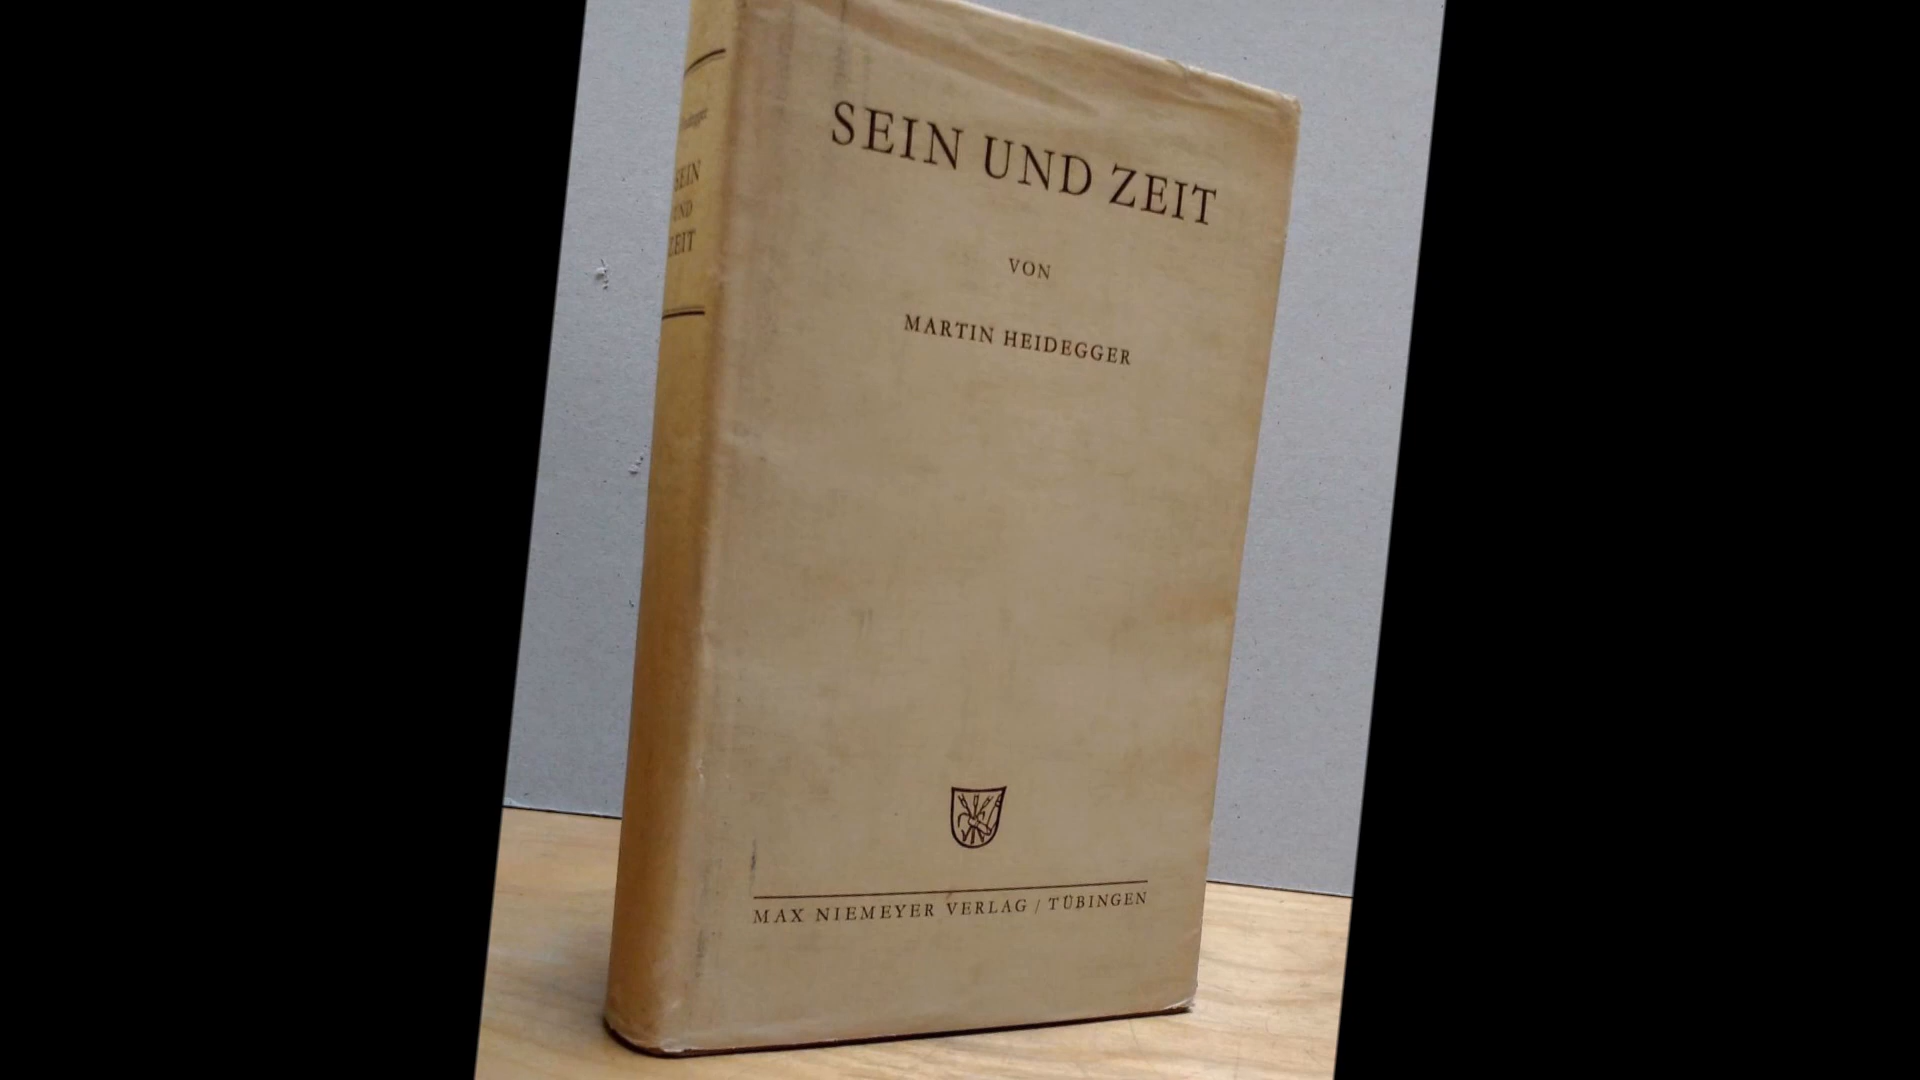 SEIN UND ZEIT
VON
MARTIN HEIDEGGER
MAX NIEMEYER VERLAG / TÜBINGEN
SEIN
UND
ZEIT